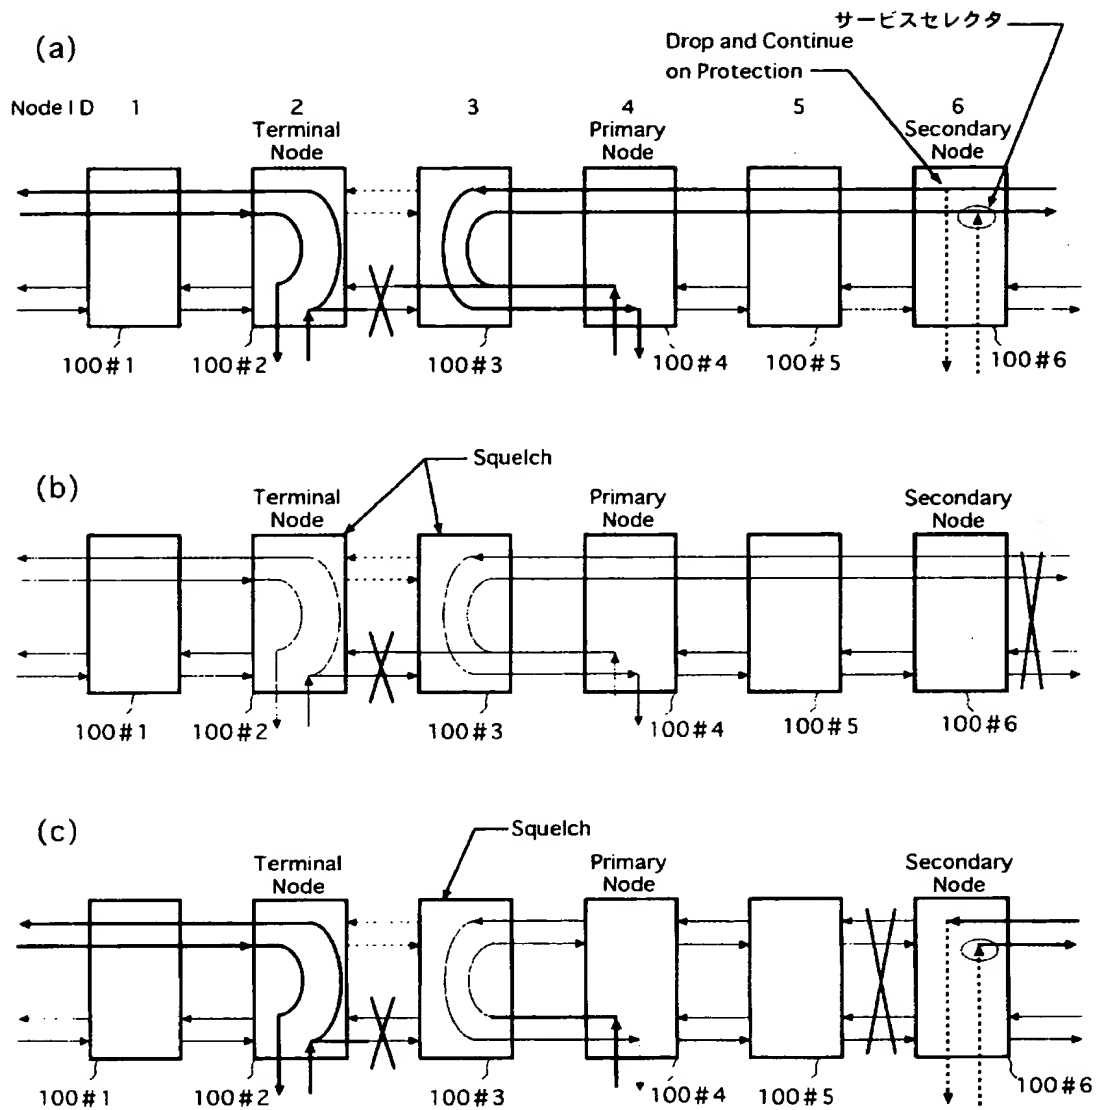 (a)
サービスセレクタ
Drop and Continue
on Protection
Node ID 1 2 3 4 5 6
Terminal
Node
Primary
Node
Secondary
Node
100#1 100#2 100#3 100#4 100#5 100#6
(b)
Squelch
Terminal
Node
Primary
Node
Secondary
Node
100#1 100#2 100#3 100#4 100#5 100#6
(c)
Squelch
Terminal
Node
Primary
Node
Secondary
Node
100#1 100#2 100#3 100#4 100#5 100#6